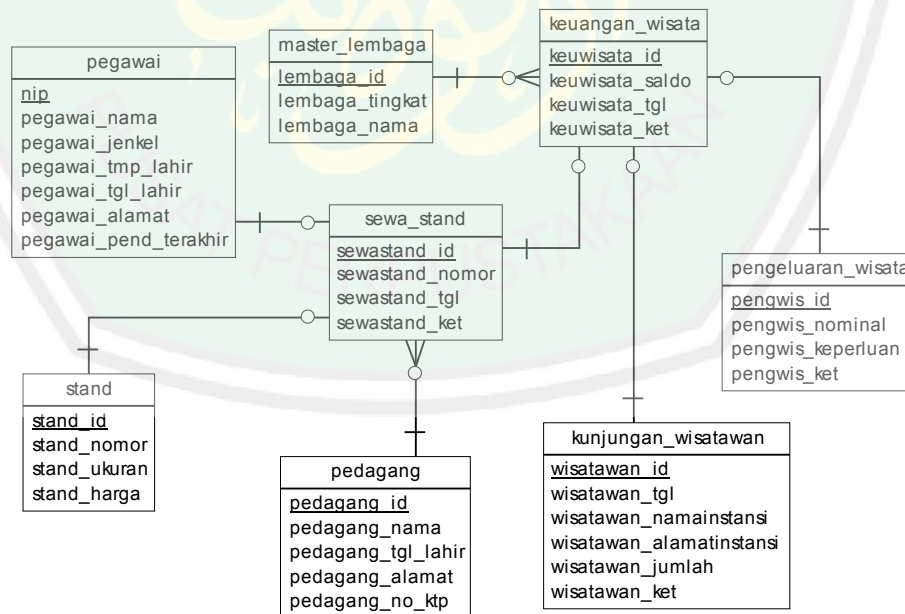 pegawai
nip
pegawai_nama
pegawai_jenkel
pegawai_tmp_lahir
pegawai_tgl_lahir
pegawai_alamat
pegawai_pend_terakhir
master_lembaga
lembaga_id
lembaga_tingkat
lembaga_nama
keuangan_wisata
keuwisata_id
keuwisata_saldo
keuwisata_tgl
keuwisata_ket
sewa_stand
sewastand_id
sewastand_nomor
sewastand_tgl
sewastand_ket
pengeluaran_wisata
pengwis_id
pengwis_nominal
pengwis_keperluan
pengwis_ket
stand
stand_id
stand_nomor
stand_ukuran
stand_harga
pedagang
pedagang_id
pedagang_nama
pedagang_tgl_lahir
pedagang_alamat
pedagang_no_ktp
kunjungan_wisatawan
wisatawan_id
wisatawan_tgl
wisatawan_namainstansi
wisatawan_alamatinstansi
wisatawan_jumlah
wisatawan_ket
PUSAT PERPUSTAKAAN